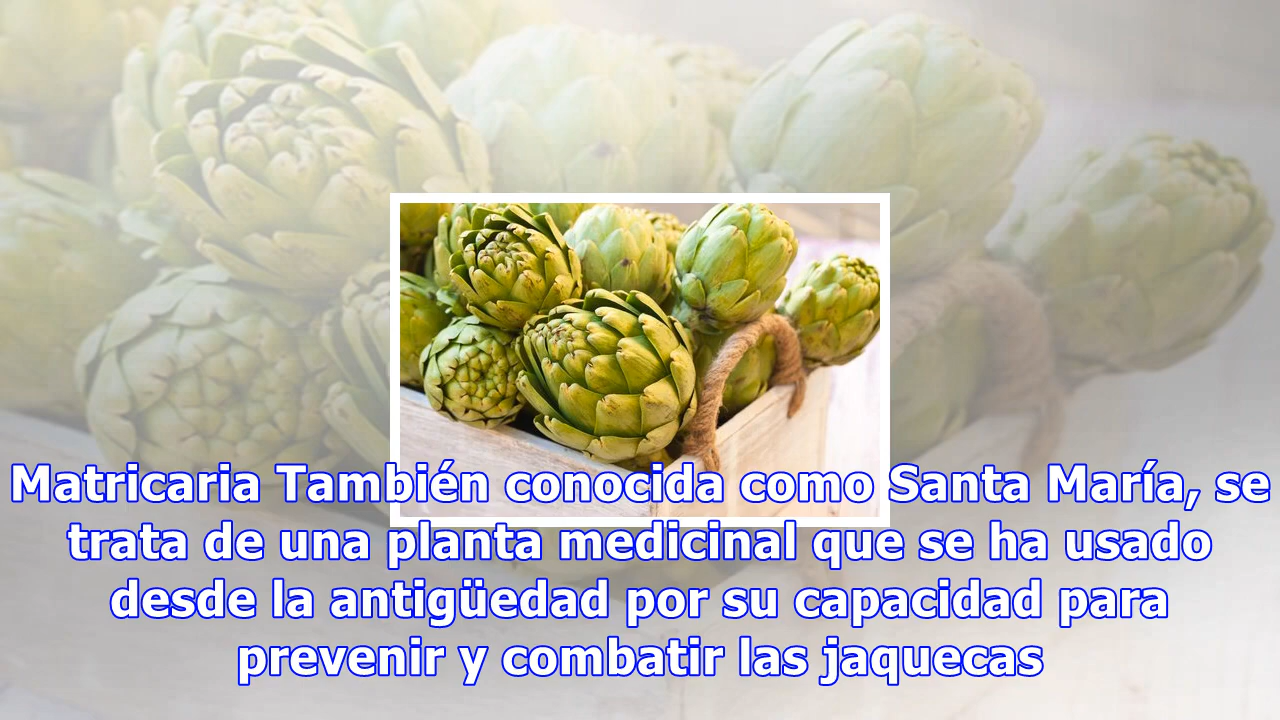 Matricaria También conocida como Santa María, se
trata de una planta medicinal que se ha usado
desde la antigüedad por su capacidad para
prevenir y combatir las jaquecas